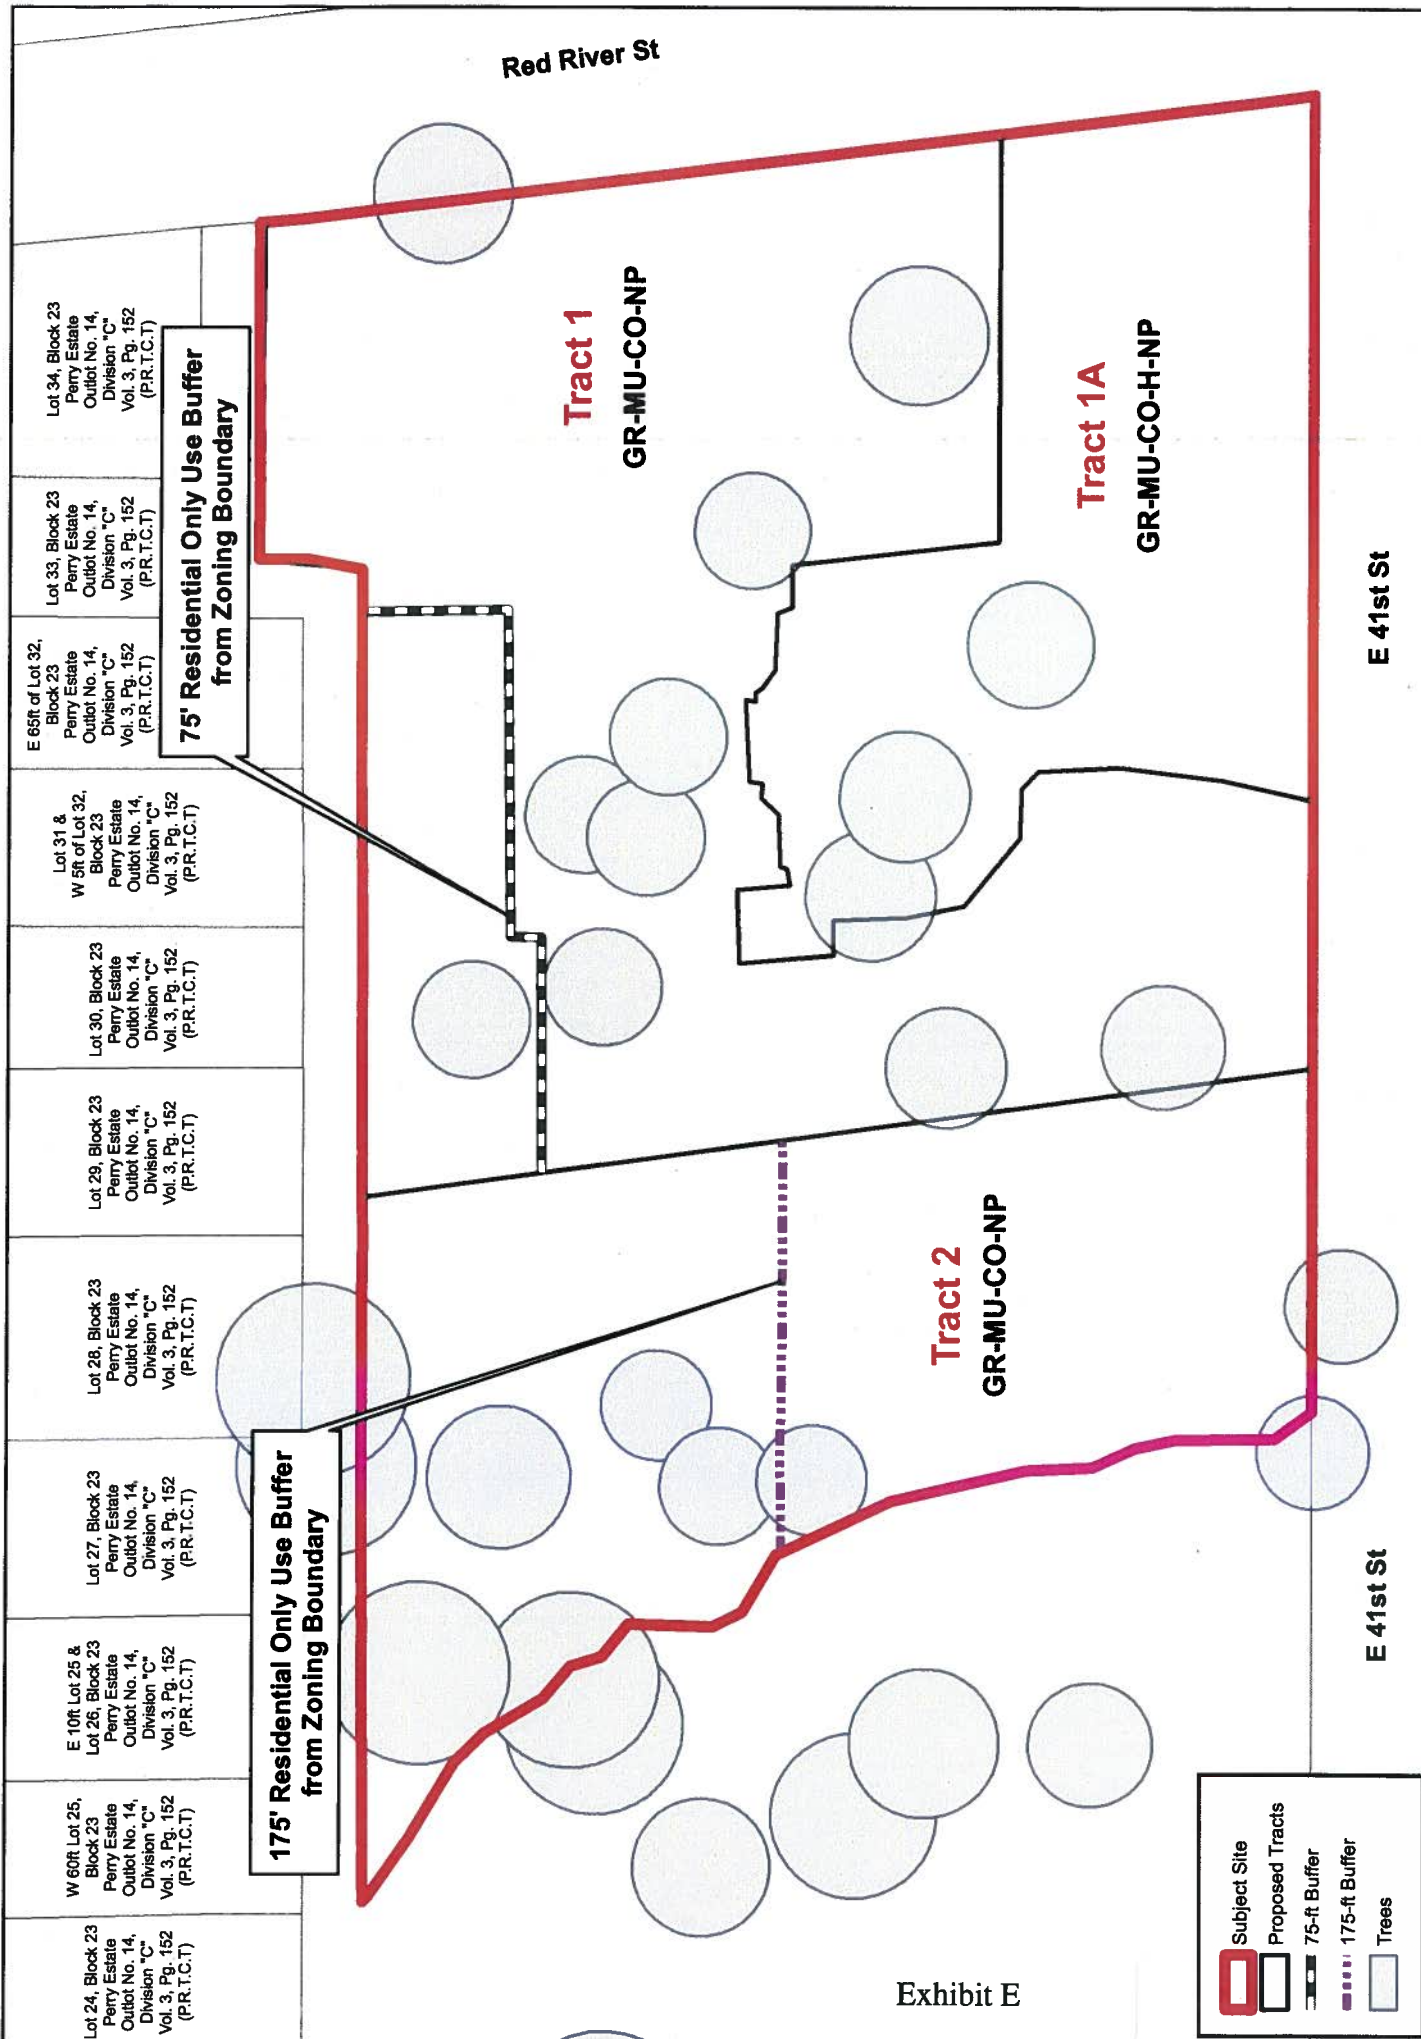 Red River St
Lot 24, Block 23
Perry Estate
Outlot No. 14,
Division "C"
Vol. 3, Pg. 152
(P.R.T.C.T)
W 60ft Lot 25,
Block 23
Perry Estate
Outlot No. 14,
Division "C"
Vol. 3, Pg. 152
(P.R.T.C.T)
E 10ft Lot 25 &
Lot 26, Block 23
Perry Estate
Outlot No. 14,
Division "C"
Vol. 3, Pg. 152
(P.R.T.C.T)
Lot 27, Block 23
Perry Estate
Outlot No. 14,
Division "C"
Vol. 3, Pg. 152
(P.R.T.C.T)
Lot 28, Block 23
Perry Estate
Outlot No. 14,
Division "C"
Vol. 3, Pg. 152
(P.R.T.C.T)
Lot 29, Block 23
Perry Estate
Outlot No. 14,
Division "C"
Vol. 3, Pg. 152
(P.R.T.C.T)
Lot 30, Block 23
Perry Estate
Outlot No. 14,
Division "C"
Vol. 3, Pg. 152
(P.R.T.C.T)
Lot 31 &
W 5ft of Lot 32,
Block 23
Perry Estate
Outlot No. 14,
Division "C"
Vol. 3, Pg. 152
(P.R.T.C.T)
E 65ft of Lot 32,
Block 23
Perry Estate
Outlot No. 14,
Division "C"
Vol. 3, Pg. 152
(P.R.T.C.T)
Lot 33, Block 23
Perry Estate
Outlot No. 14,
Division "C"
Vol. 3, Pg. 152
(P.R.T.C.T)
Lot 34, Block 23
Perry Estate
Outlot No. 14,
Division "C"
Vol. 3, Pg. 152
(P.R.T.C.T)
175' Residential Only Use Buffer
from Zoning Boundary
75' Residential Only Use Buffer
from Zoning Boundary
Tract 1
GR-MU-CO-NP
Tract 1A
GR-MU-CO-H-NP
Tract 2
GR-MU-CO-NP
E 41st St
E 41st St
Subject Site
Proposed Tracts
75-ft Buffer
175-ft Buffer
Trees
Exhibit E